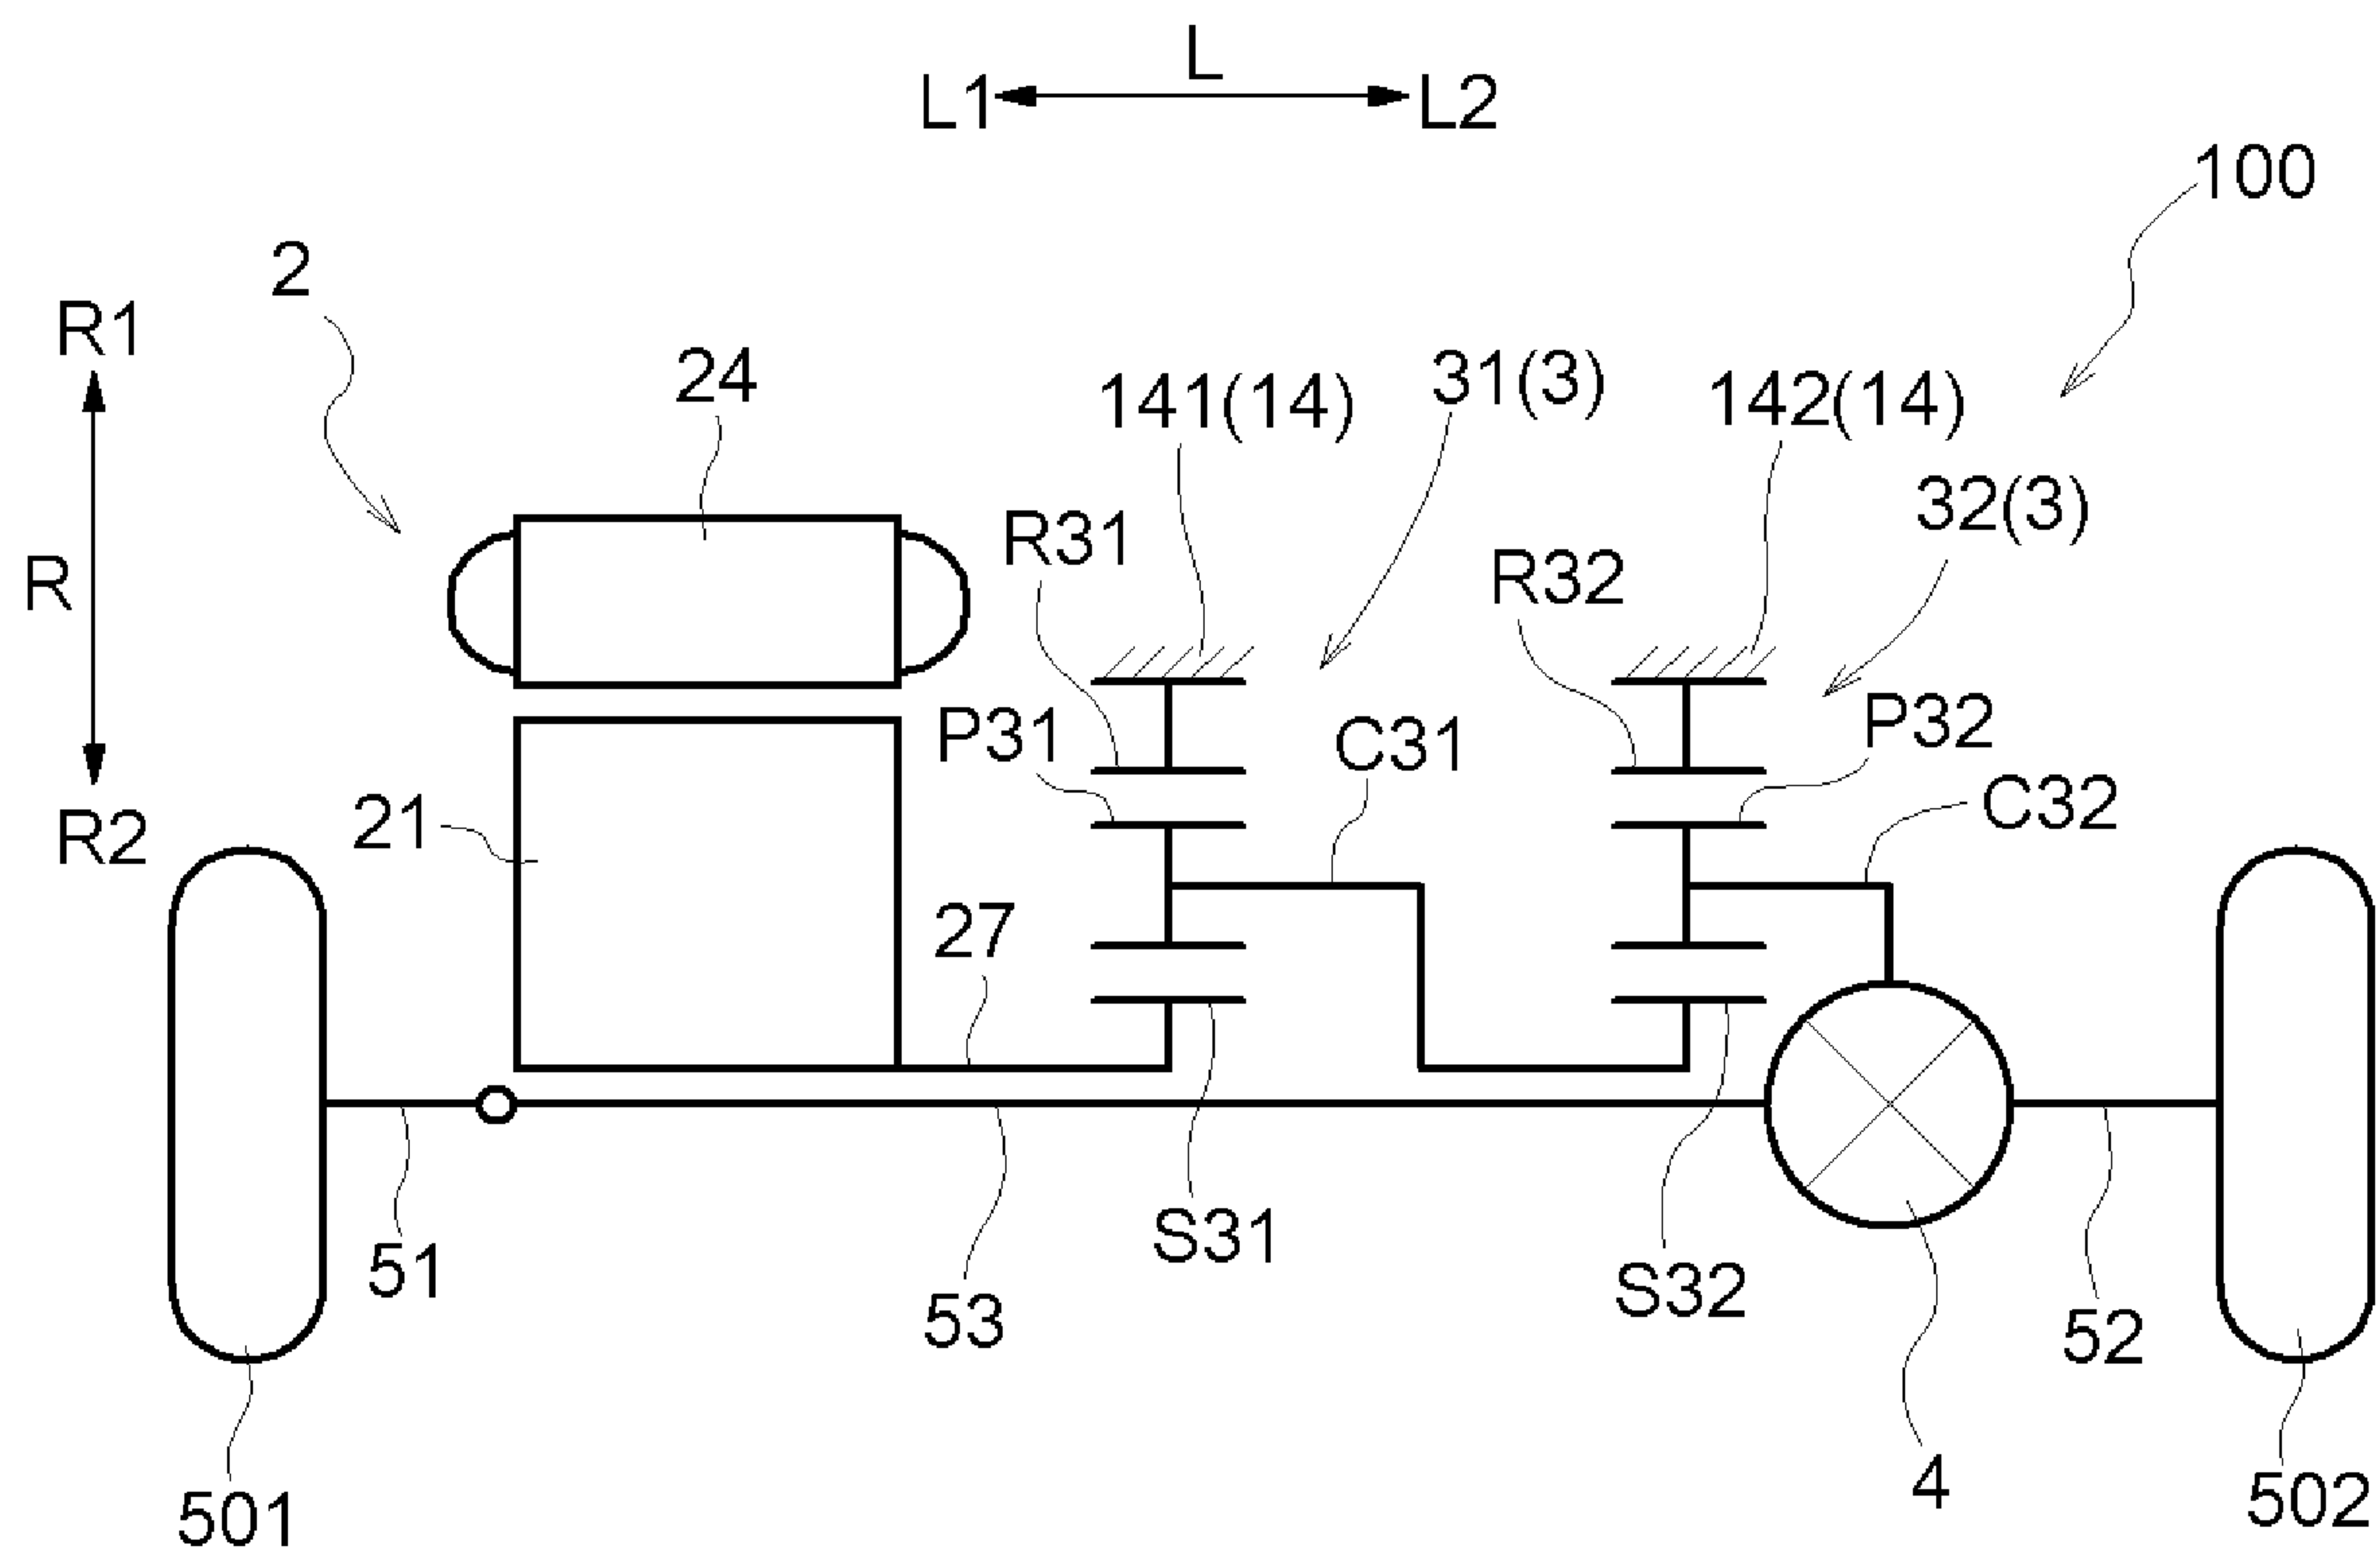 L
L1 L2
100
2
R1
24
141(14)
31(3)
142(14)
32(3)
R31
R32
R
P31
C31
P32
C32
21
R2
27
51
53
S31
S32
52
4
501
502